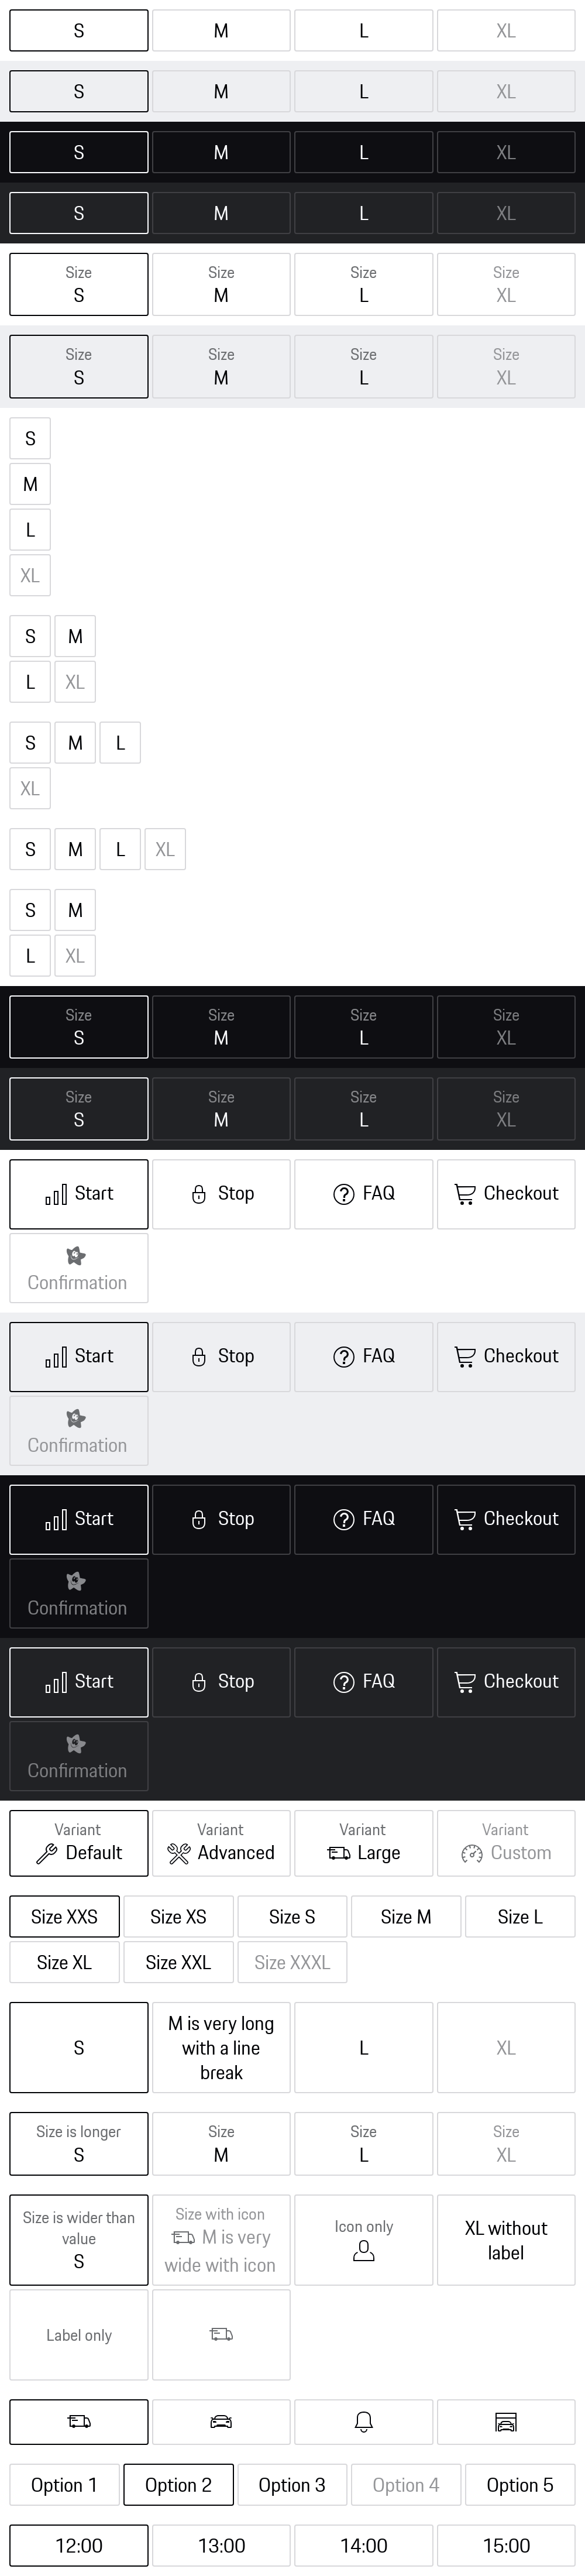 S M L XL
S M L XL
S M L XL
S M L XL
Size Size Size Size
S M L XL
Size Size Size Size
S M L XL
S
M
L
XL
S M
L XL
S M L
XL
S M L XL
S M
L XL
Size Size Size Size
S M L XL
Size Size Size Size
S M L XL
Start Stop FAQ Checkout
Confirmation
Start Stop FAQ Checkout
Confirmation
Start Stop FAQ Checkout
Confirmation
Start Stop FAQ Checkout
Confirmation
Variant Variant Variant Variant
Default Advanced Large Custom
Size XXS Size XS Size S Size M Size L
Size XL Size XXL Size XXXL
S
M is very long
with a line
break
L
XL
Size is longer Size Size Size
S M L XL
Size is wider than
value
S
Size with icon
M is very
wide with icon
Icon only
XL without
label
Label only
Option 1 Option 2 Option 3 Option 4 Option 5
12:00 13:00 14:00 15:00